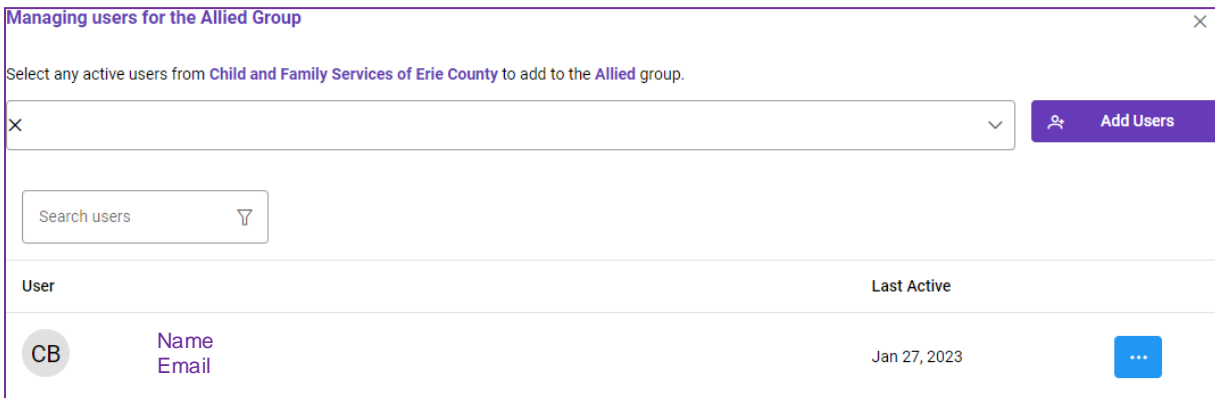 Managing users for the Allied Group
Select any active users from Child and Family Services of Erie County to add to the Allied group.
Add Users
Search users
User Last Active
CB Name Jan 27, 2023
Email